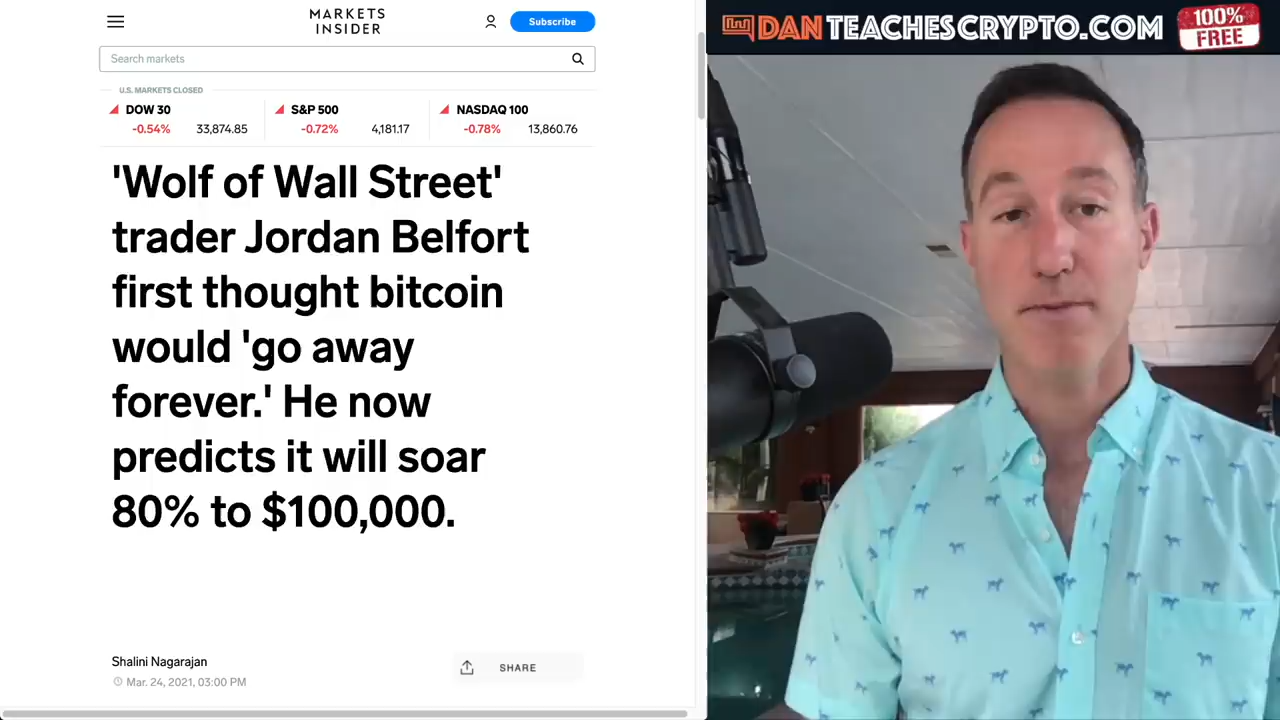 MARKETS
INSIDER
Subscribe
Search markets
U.S. MARKETS CLOSED
DOW 30
-0.54% 33,874.85
S&P 500
-0.72% 4,181.17
NASDAQ 100
-0.78% 13,860.76
'Wolf of Wall Street'
trader Jordan Belfort
first thought bitcoin
would 'go away
forever.' He now
predicts it will soar
80% to $100,000.
Shalini Nagarajan
Mar. 24, 2021, 03:00 PM
SHARE
DANTEACHESCRYPTO.COM
100%
FREE